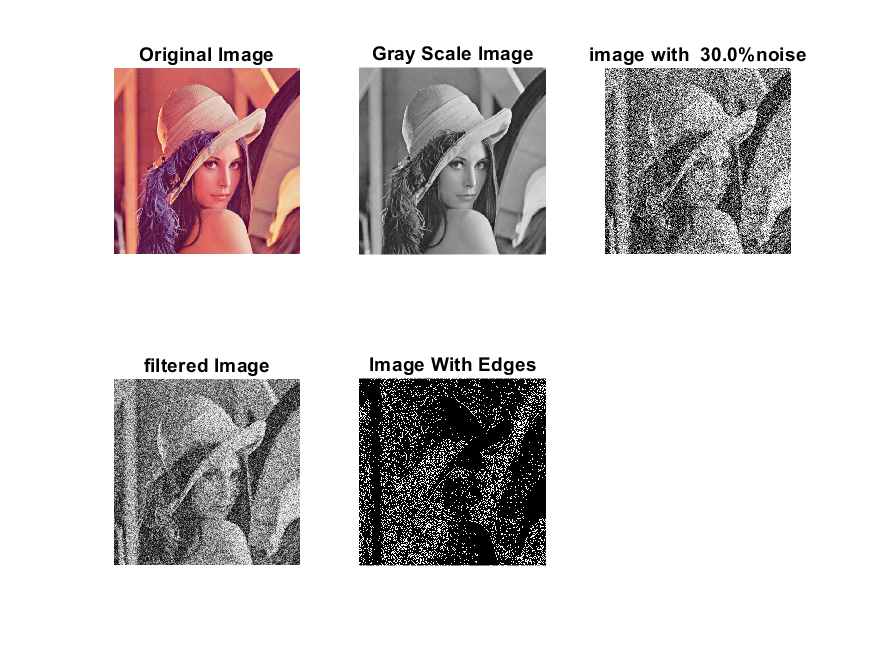 Original Image
Gray Scale Image
image with  30.0%noise
filtered Image
Image With Edges